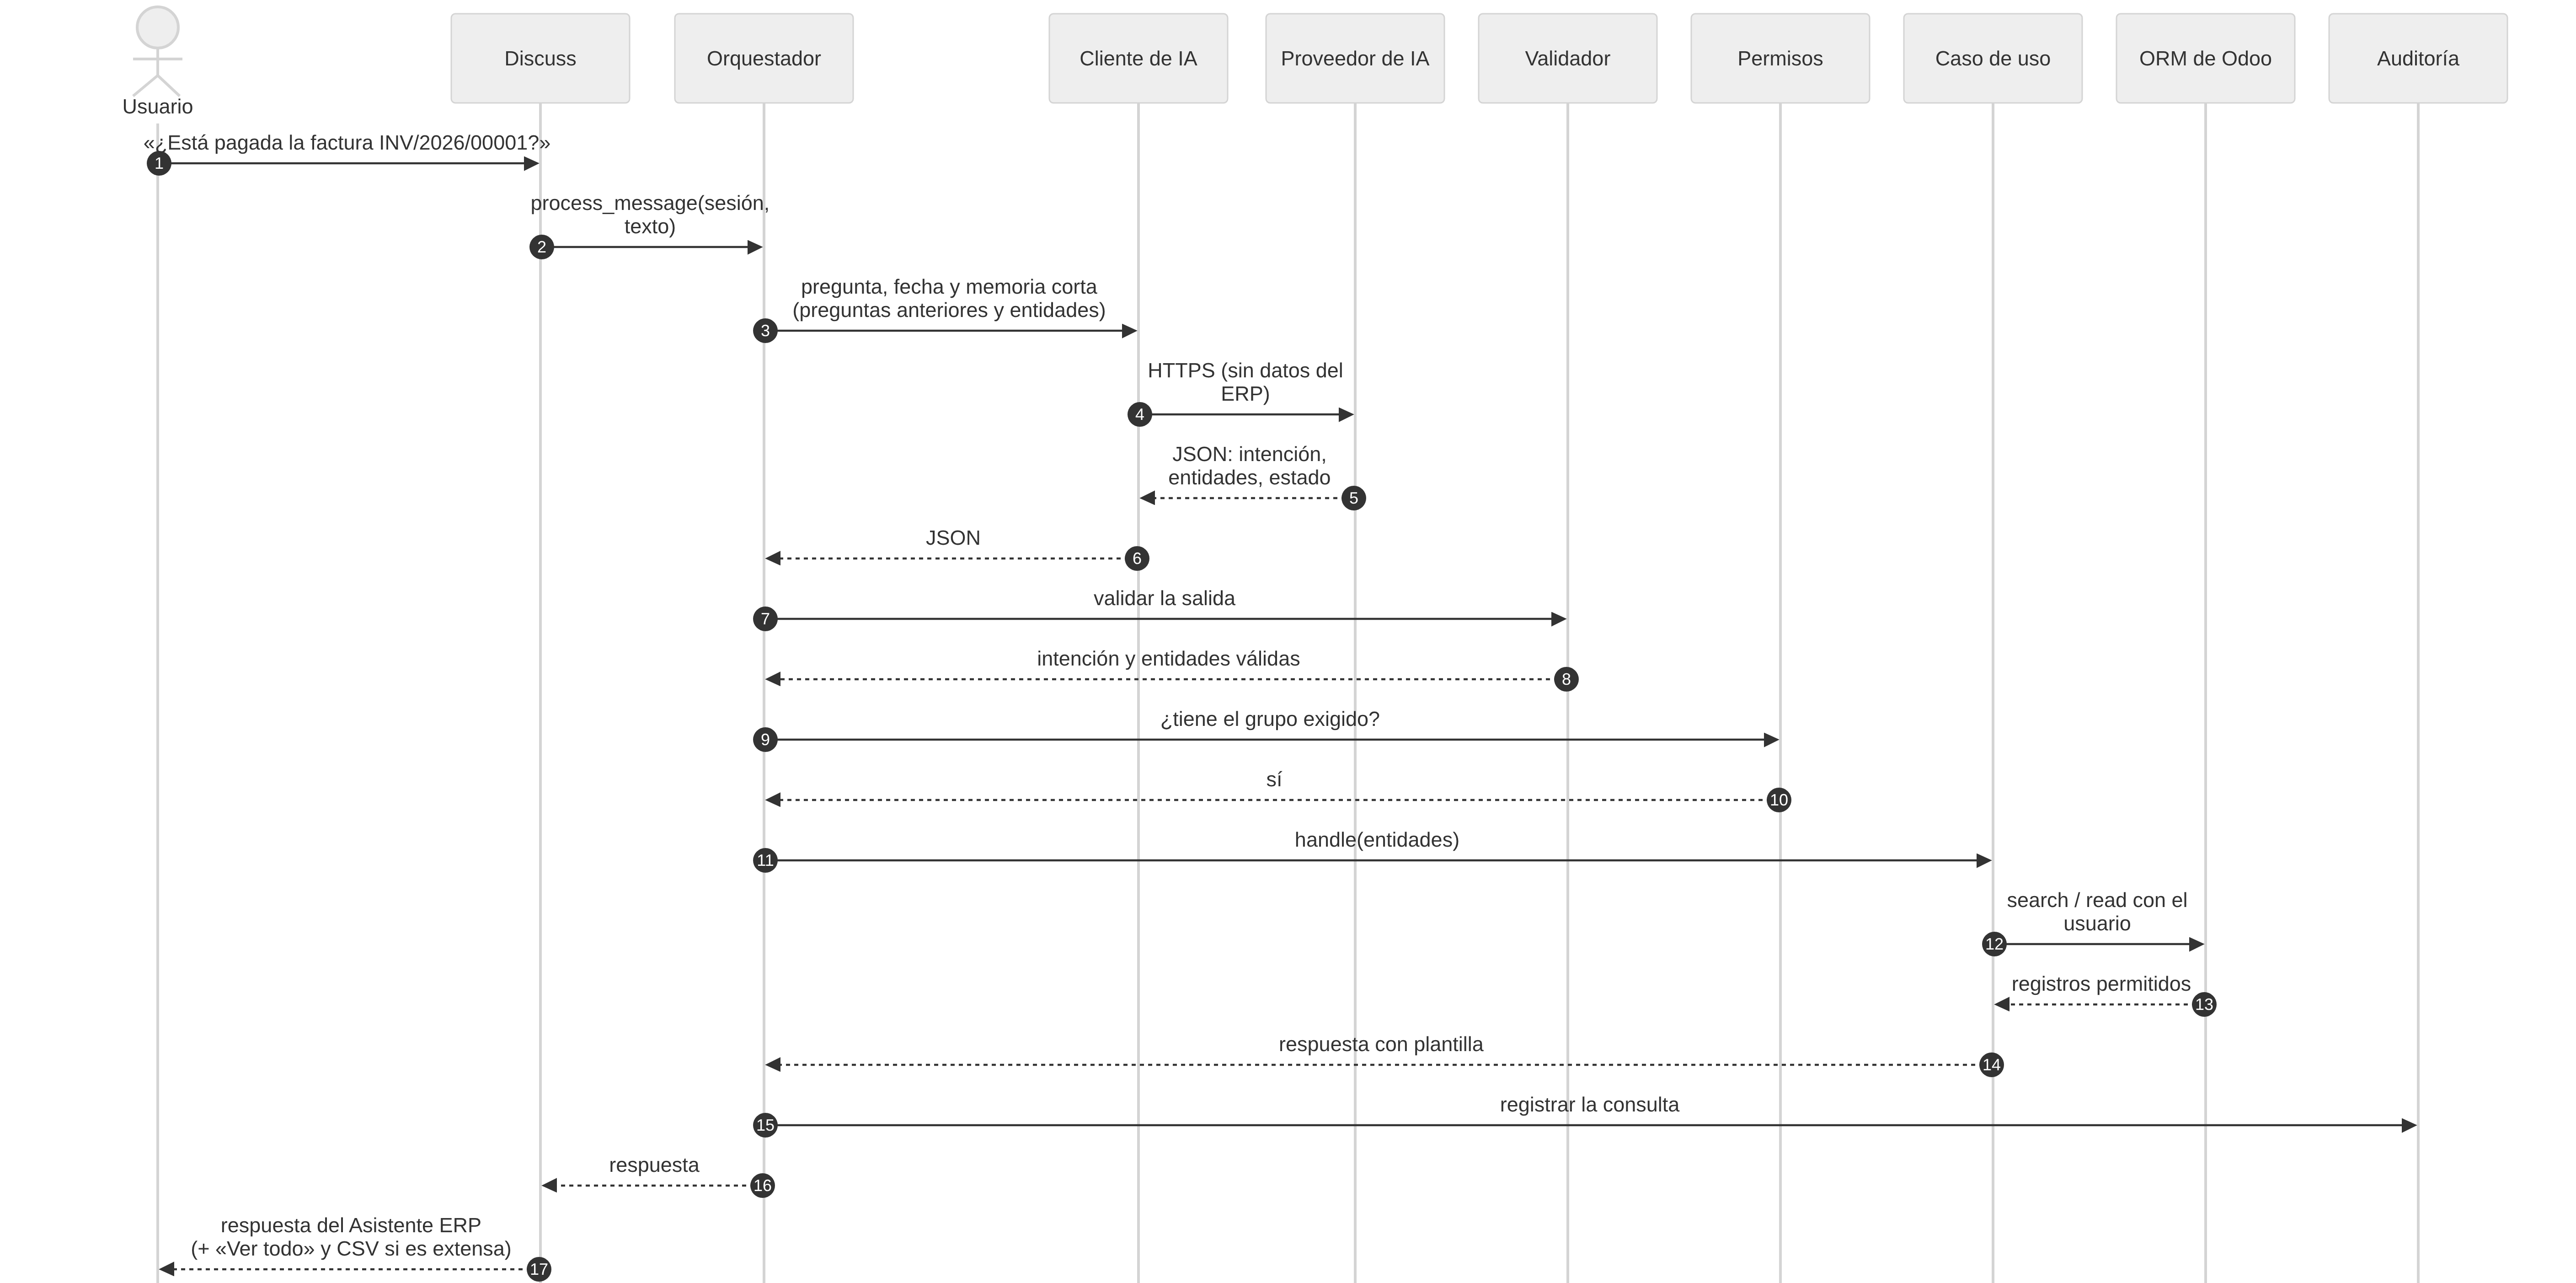 Usuario
Discuss
Orquestador
Cliente de IA
Proveedor de IA
Validador
Permisos
Caso de uso
ORM de Odoo
Auditoría
«¿Está pagada la factura INV/2026/00001?»
1
process_message(sesión,
texto)
2
pregunta, fecha y memoria corta
(preguntas anteriores y entidades)
3
HTTPS (sin datos del
ERP)
4
JSON: intención,
entidades, estado
5
JSON
6
validar la salida
7
intención y entidades válidas
8
¿tiene el grupo exigido?
9
sí
10
handle(entidades)
11
search / read con el
usuario
12
registros permitidos
13
respuesta con plantilla
14
registrar la consulta
15
respuesta
16
respuesta del Asistente ERP
(+ «Ver todo» y CSV si es extensa)
17